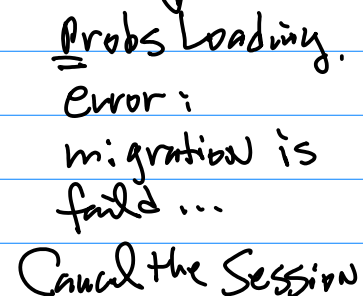 Probs Loading.
error:
migration is
faild...
Cancel the Session